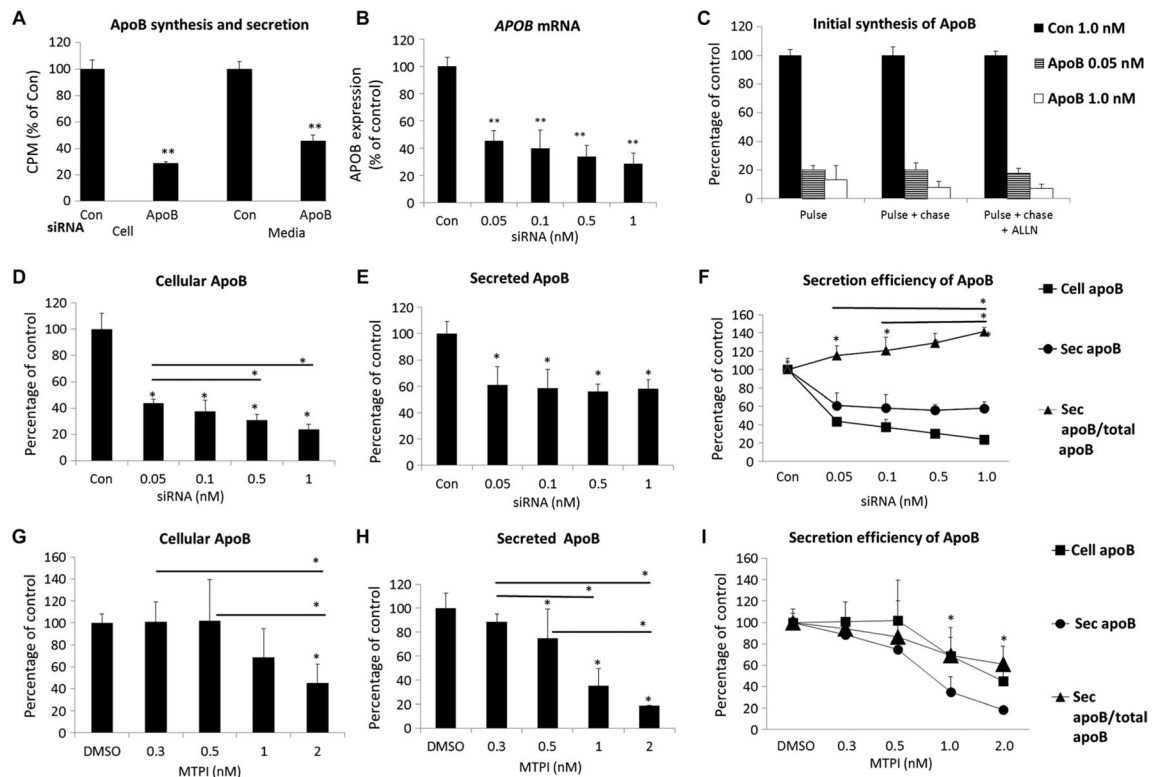 A
ApoB synthesis and secretion
CPM (% of Con)
120
100
80
60
40
20
0
**
**
Con
ApoB
Con
ApoB
siRNA
Cell
Media
B
APOB mRNA
APOB expression
(% of control)
120
100
80
60
40
20
0
**
**
**
**
Con
0.05
0.1
0.5
1
siRNA (nM)
C
Initial synthesis of ApoB
Percentage of control
120
100
80
60
40
20
0
Pulse
Pulse + chase
Pulse + chase
+ ALLN
Con 1.0 nM
ApoB 0.05 nM
ApoB 1.0 nM
D
Cellular ApoB
Percentage of control
120
100
80
60
40
20
0
*
*
*
*
*
*
Con
0.05
0.1
0.5
1
siRNA (nM)
E
Secreted ApoB
Percentage of control
120
100
80
60
40
20
0
*
*
*
*
Con
0.05
0.1
0.5
1
siRNA (nM)
F
Secretion efficiency of ApoB
Percentage of control
160
140
120
100
80
60
40
20
0
*
*
*
*
*
Con
0.05
0.1
0.5
1.0
siRNA (nM)
Cell apoB
Sec apoB
Sec
apoB/total
apoB
G
Cellular ApoB
Percentage of control
160
140
120
100
80
60
40
20
0
*
*
*
DMSO
0.3
0.5
1
2
MTPI (nM)
H
Secreted ApoB
Percentage of control
140
120
100
80
60
40
20
0
*
*
*
*
*
*
DMSO
0.3
0.5
1
2
MTPI (nM)
I
Secretion efficiency of ApoB
Percentage of control
160
140
120
100
80
60
40
20
0
*
*
DMSO
0.3
0.5
1.0
2.0
MTPI (nM)
Cell apoB
Sec apoB
Sec
apoB/total
apoB